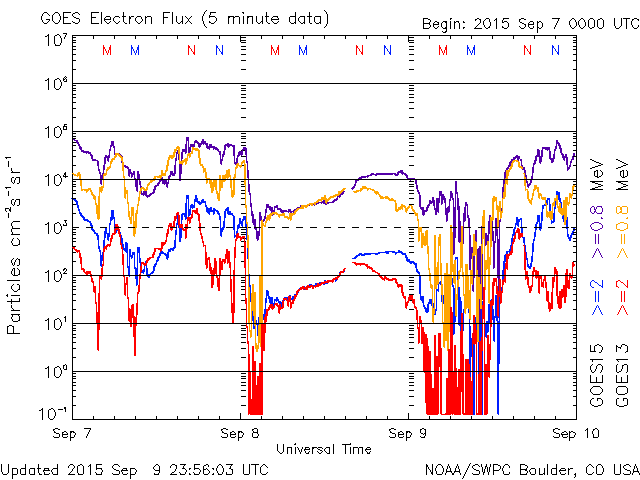 GOES Electron Flux (5 minute data)
Begin: 2015 Sep 7 0000 UTC
M M N N M M N N M M N N
10⁷
10⁶
10⁵
10⁴
10³
10²
10¹
10⁰
10⁻¹
Particles cm⁻²s⁻¹sr⁻¹
Sep 7 Sep 8 Sep 9 Sep 10
Universal Time
GOES15 >=2 >=0.8 MeV
GOES13 >=2 >=0.8 MeV
Updated 2015 Sep 9 23:56:03 UTC
NOAA/SWPC Boulder, CO USA